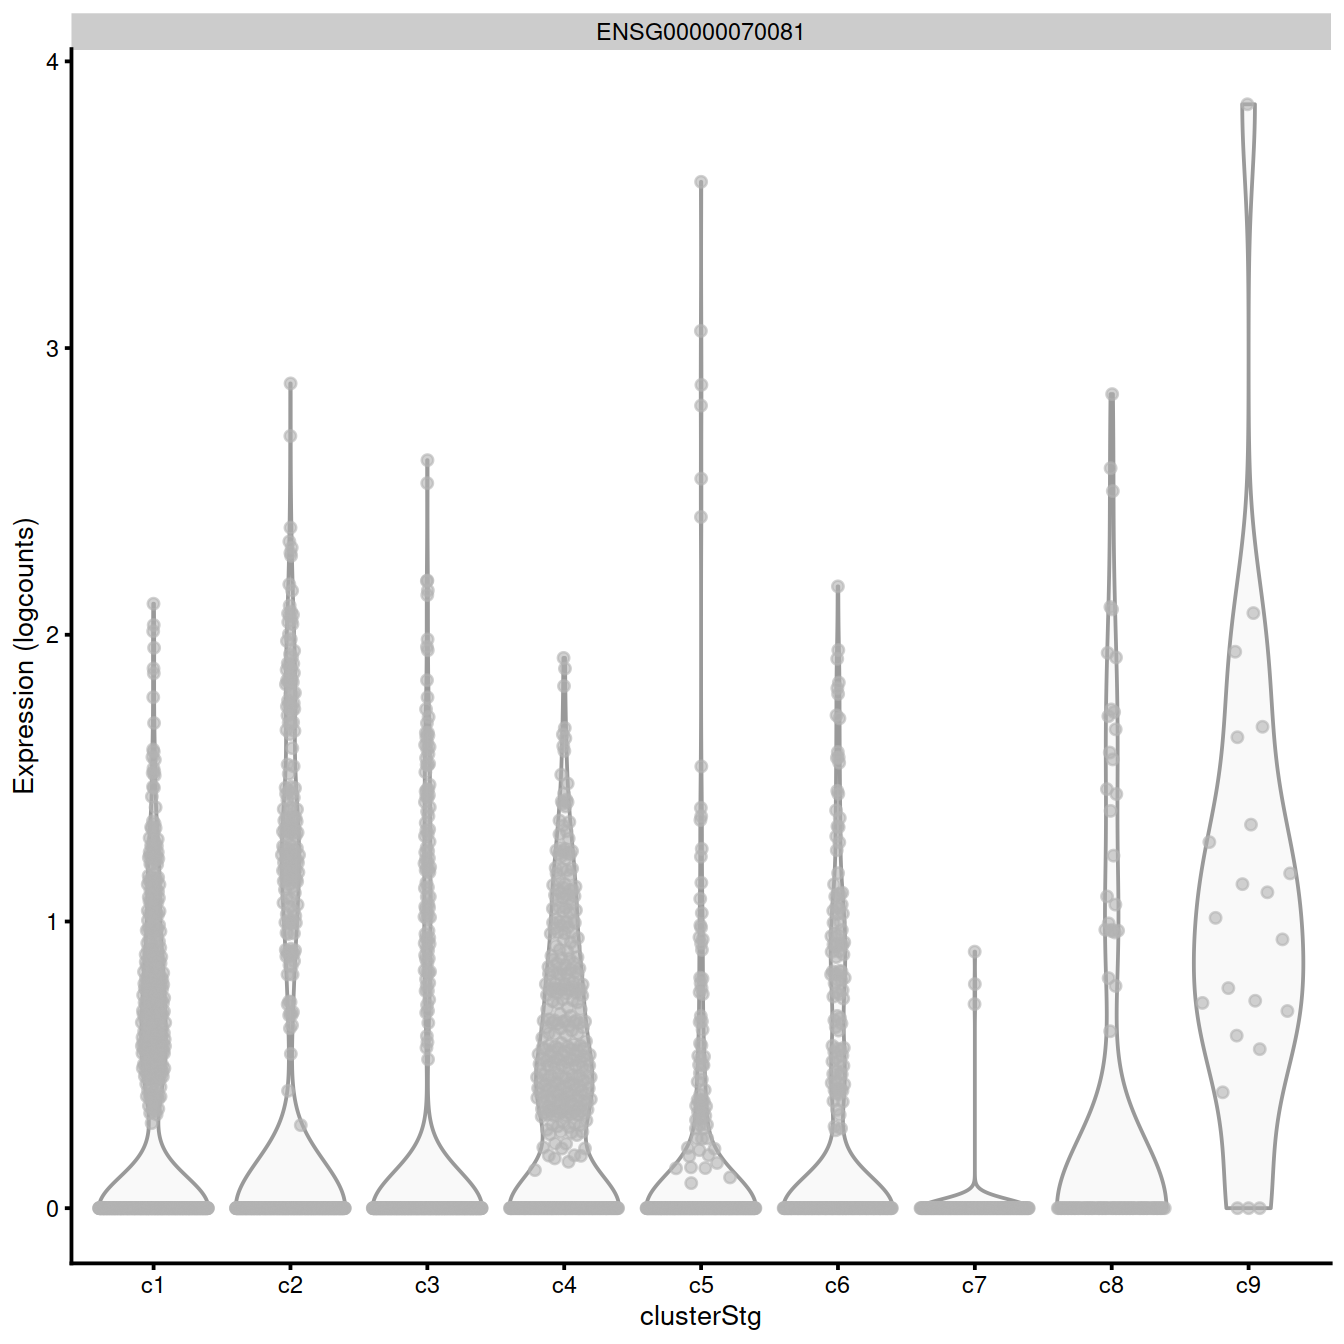 ENSG00000070081
4
3
2
1
0
Expression (logcounts)
c1 c2 c3 c4 c5 c6 c7 c8 c9
clusterStg